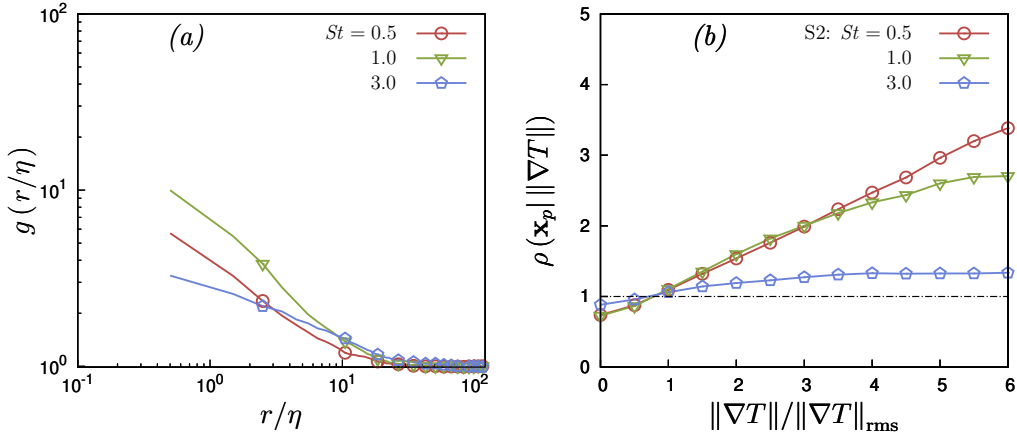 (a)
St = 0.5
1.0
3.0
10^2
10^1
10^0
g (r/η)
10^-1
10^0
10^1
10^2
r/η
(b)
S2: St = 0.5
1.0
3.0
5
4
3
2
1
0
ρ (x_p| ‖∇T‖)
0 1 2 3 4 5 6
‖∇T‖/‖∇T‖rms